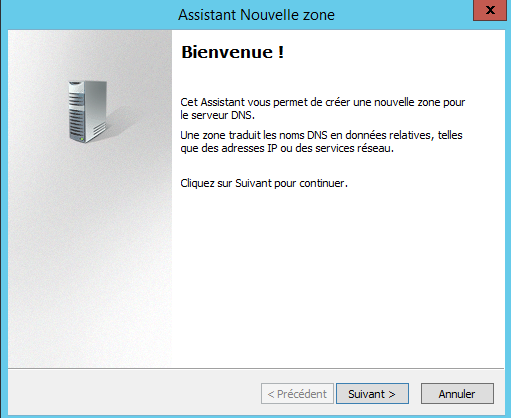 Assistant Nouvelle zone
x
Bienvenue !
Cet Assistant vous permet de créer une nouvelle zone pour
le serveur DNS.
Une zone traduit les noms DNS en données relatives, telles
que des adresses IP ou des services réseau.
Cliquez sur Suivant pour continuer.
< Précédent
Suivant >
Annuler